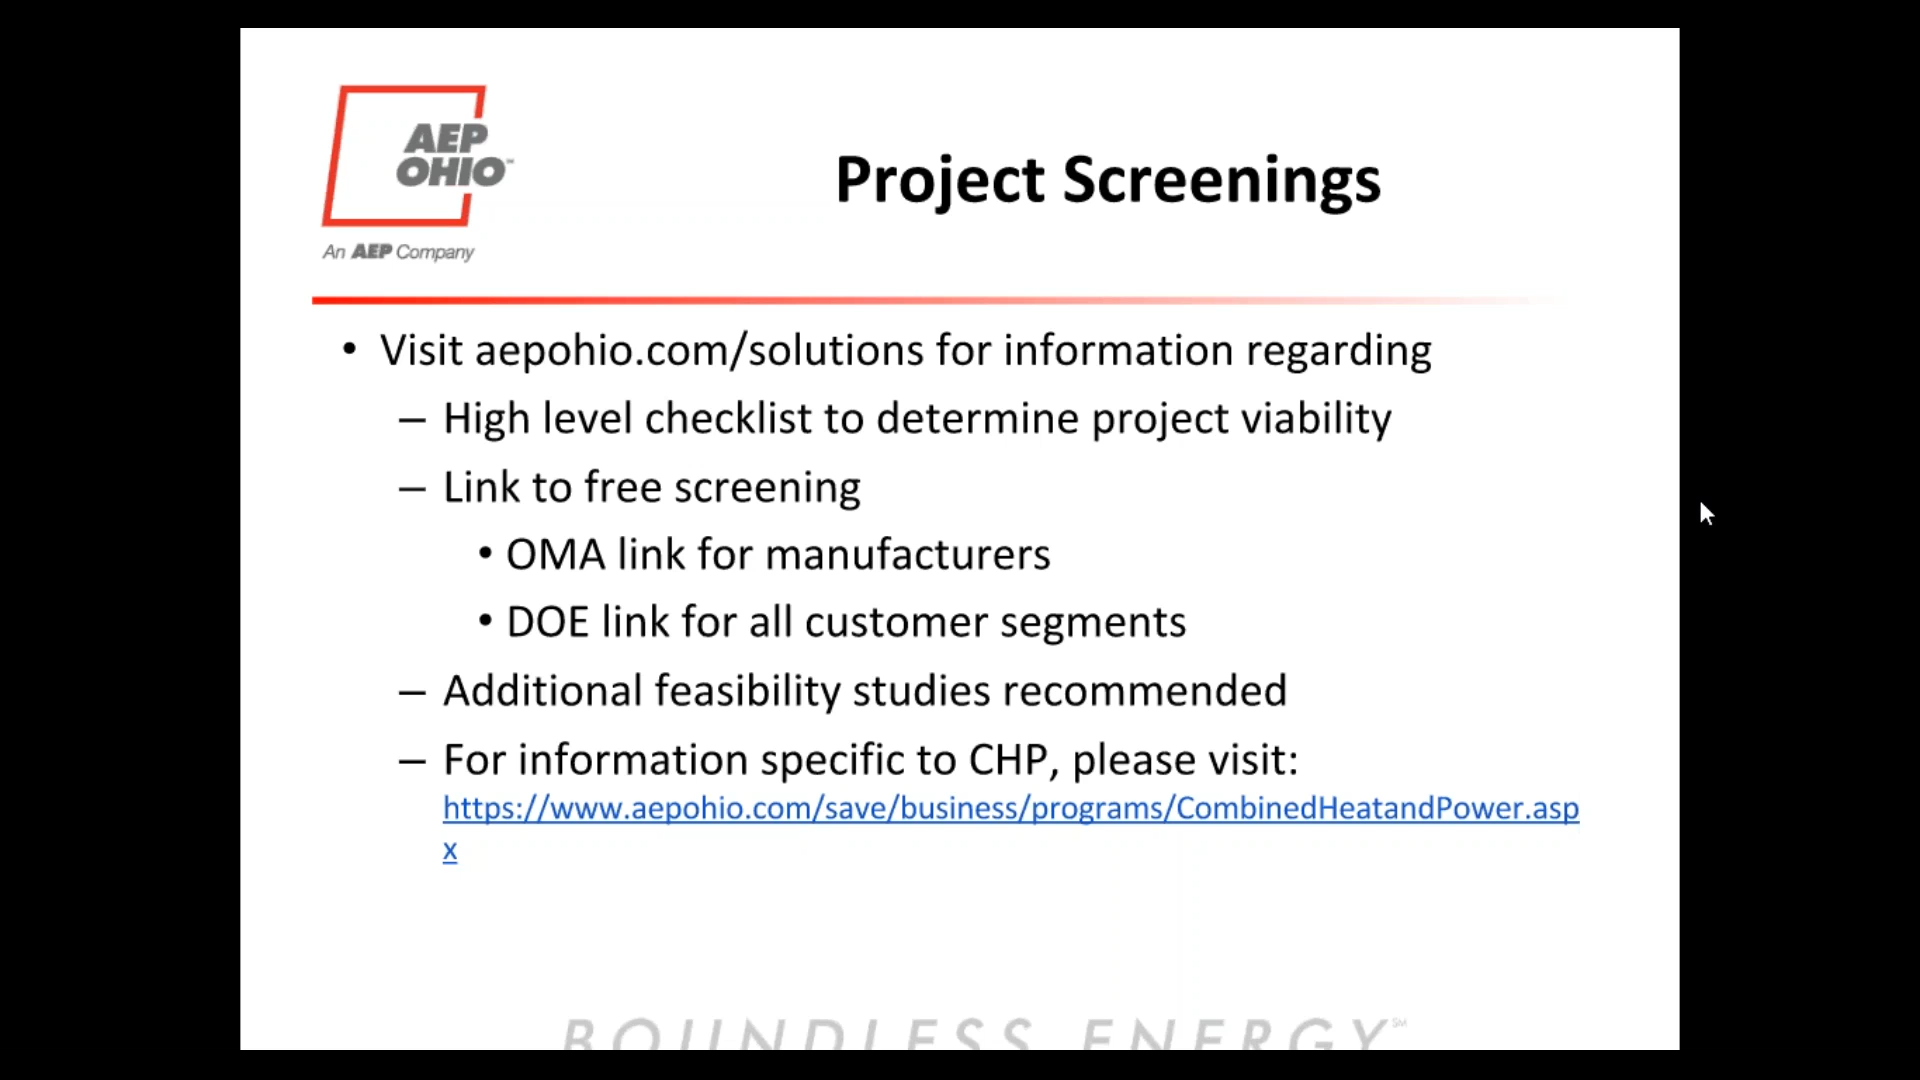 AEP
OHIO™
An AEP Company
Project Screenings
• Visit aepohio.com/solutions for information regarding
– High level checklist to determine project viability
– Link to free screening
• OMA link for manufacturers
• DOE link for all customer segments
– Additional feasibility studies recommended
– For information specific to CHP, please visit:
https://www.aepohio.com/save/business/programs/CombinedHeatandPower.asp
x
BOUNDLESS ENERGY℠